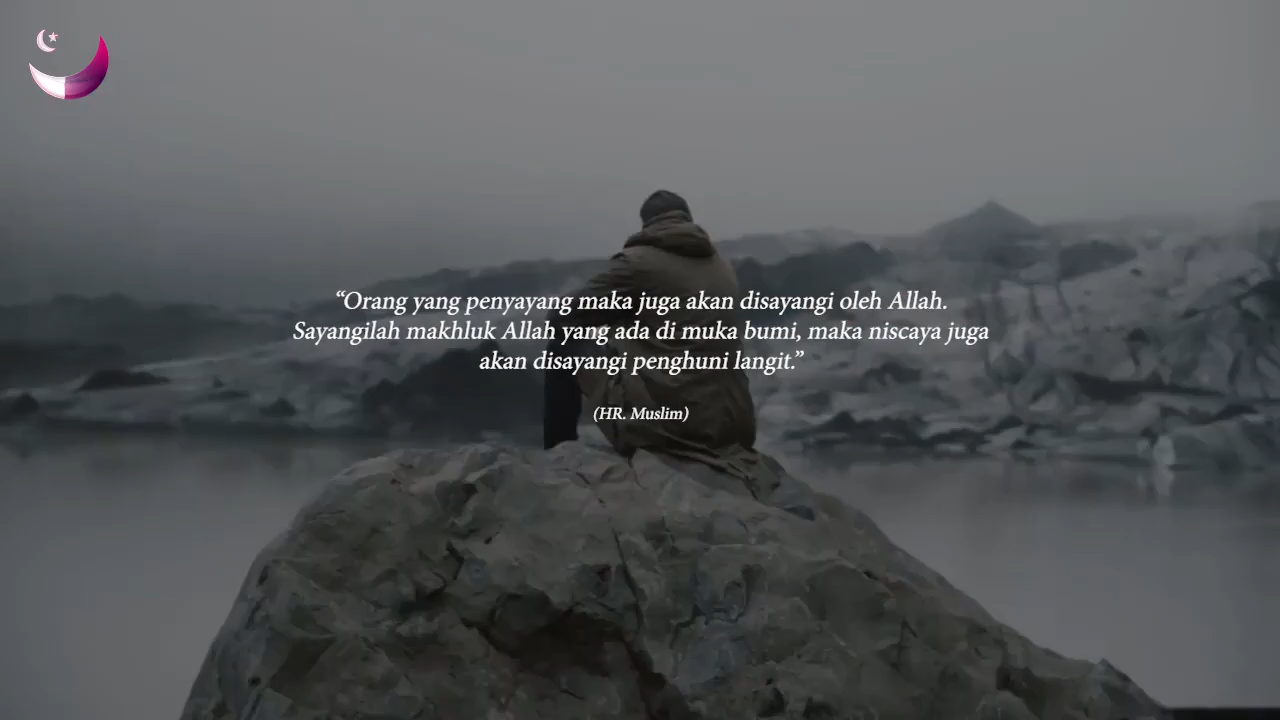 “Orang yang penyayang maka juga akan disayangi oleh Allah.
Sayangilah makhluk Allah yang ada di muka bumi, maka niscaya juga
akan disayangi penghuni langit.”
(HR. Muslim)